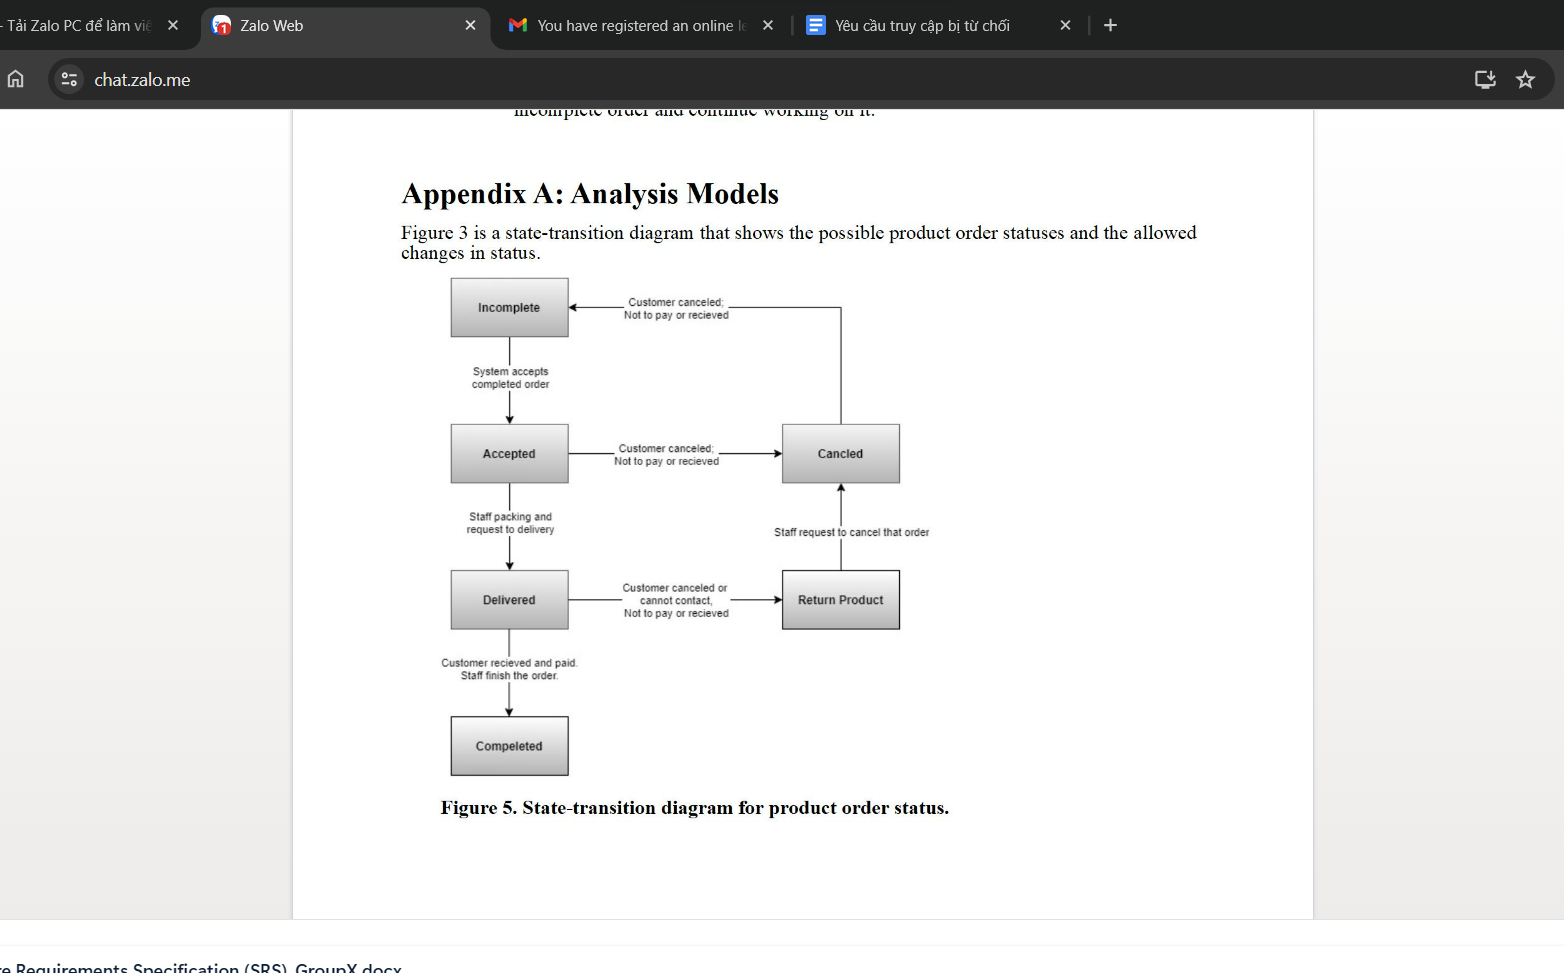 - Tải Zalo PC để làm việ
Zalo Web
You have registered an online le
Yêu cầu truy cập bị từ chối
chat.zalo.me
incomplete order and continue working on it.
Appendix A: Analysis Models
Figure 3 is a state-transition diagram that shows the possible product order statuses and the allowed
changes in status.
Incomplete
Customer canceled;
Not to pay or recieved
System accepts
completed order
Accepted
Customer canceled;
Not to pay or recieved
Cancled
Staff packing and
request to delivery
Staff request to cancel that order
Delivered
Customer canceled or
cannot contact,
Not to pay or recieved
Return Product
Customer recieved and paid.
Staff finish the order.
Compeleted
Figure 5. State-transition diagram for product order status.
re Requirements Specification (SRS)_GroupX.docx